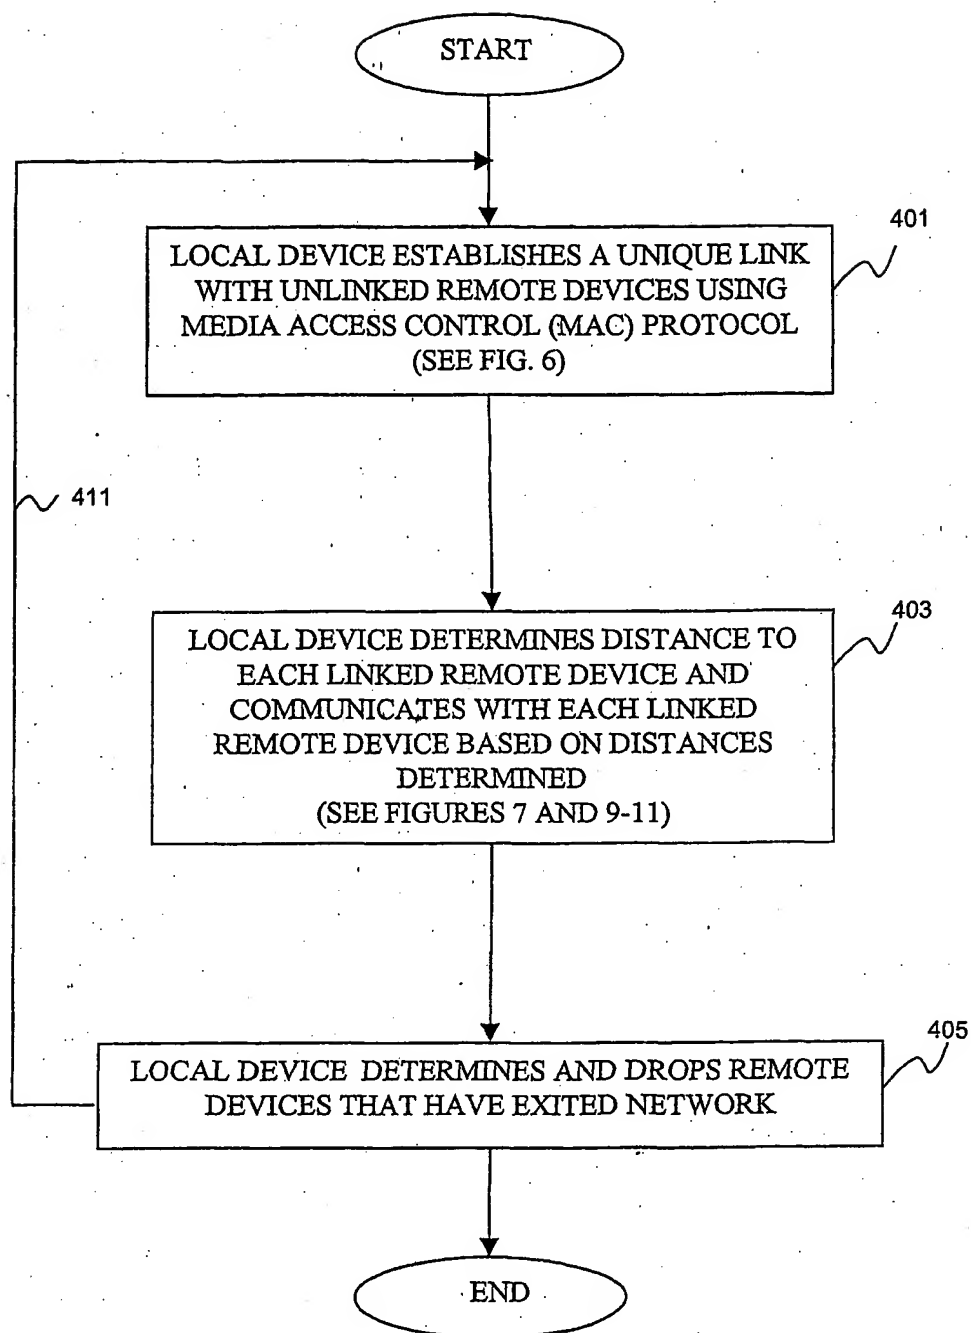 START
401
LOCAL DEVICE ESTABLISHES A UNIQUE LINK
WITH UNLINKED REMOTE DEVICES USING
MEDIA ACCESS CONTROL (MAC) PROTOCOL
(SEE FIG. 6)
411
403
LOCAL DEVICE DETERMINES DISTANCE TO
EACH LINKED REMOTE DEVICE AND
COMMUNICATES WITH EACH LINKED
REMOTE DEVICE BASED ON DISTANCES
DETERMINED
(SEE FIGURES 7 AND 9-11)
405
LOCAL DEVICE DETERMINES AND DROPS REMOTE
DEVICES THAT HAVE EXITED NETWORK
END